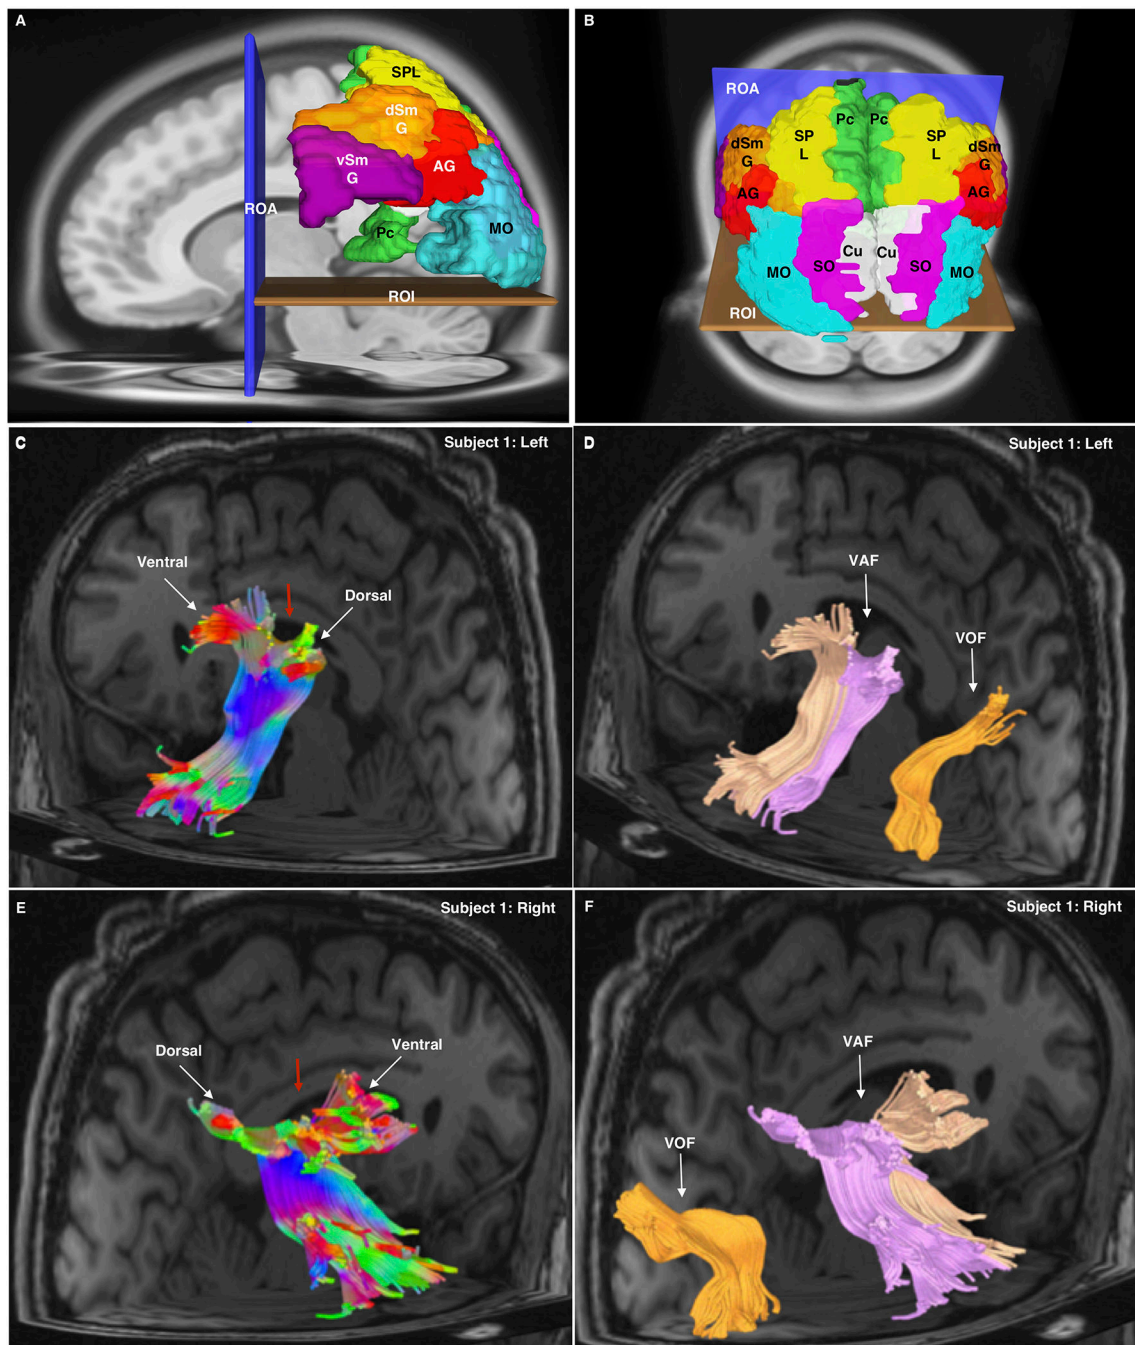 A
SPL
dSm
G
vSm
G
AG
ROA
Pc
MO
ROI
B
ROA
Pc Pc
SP
L
SP
L
dSm
G
dSm
G
AG
AG
Cu Cu
MO
SO
SO
MO
ROI
C
Subject 1: Left
Ventral
Dorsal
D
Subject 1: Left
VAF
VOF
E
Subject 1: Right
Dorsal
Ventral
F
Subject 1: Right
VAF
VOF